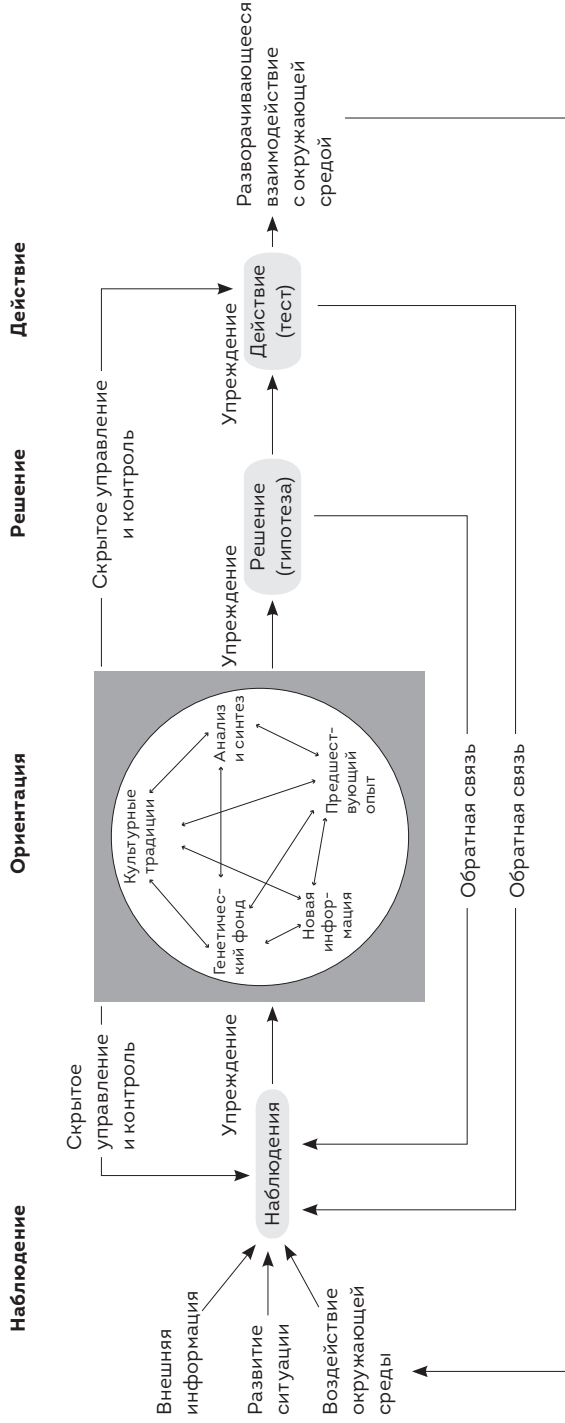 Наблюдение
Ориентация
Решение
Действие
Скрытое
управление
и контроль
Скрытое управление
и контроль
Внешняя
информация
Развитие
ситуации
Воздействие
окружающей
среды
Наблюдения
Упреждение
Культурные
традиции
Генетичес-
кий фонд
Анализ
и синтез
Новая
инфор-
мация
Предшест-
вующий
опыт
Упреждение
Решение
(гипотеза)
Упреждение
Действие
(тест)
Разворачивающееся
взаимодействие
с окружающей
средой
Обратная связь
Обратная связь